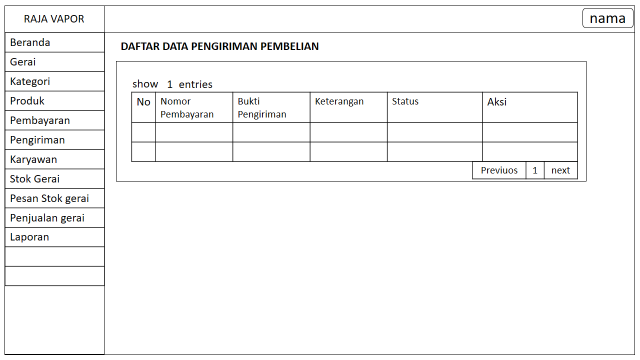 RAJA VAPOR
nama
Beranda
Gerai
Kategori
Produk
Pembayaran
Pengiriman
Karyawan
Stok Gerai
Pesan Stok gerai
Penjualan gerai
Laporan
DAFTAR DATA PENGIRIMAN PEMBELIAN
show 1 entries
No
Nomor
Pembayaran
Bukti
Pengiriman
Keterangan
Status
Aksi
Previuos 1 next